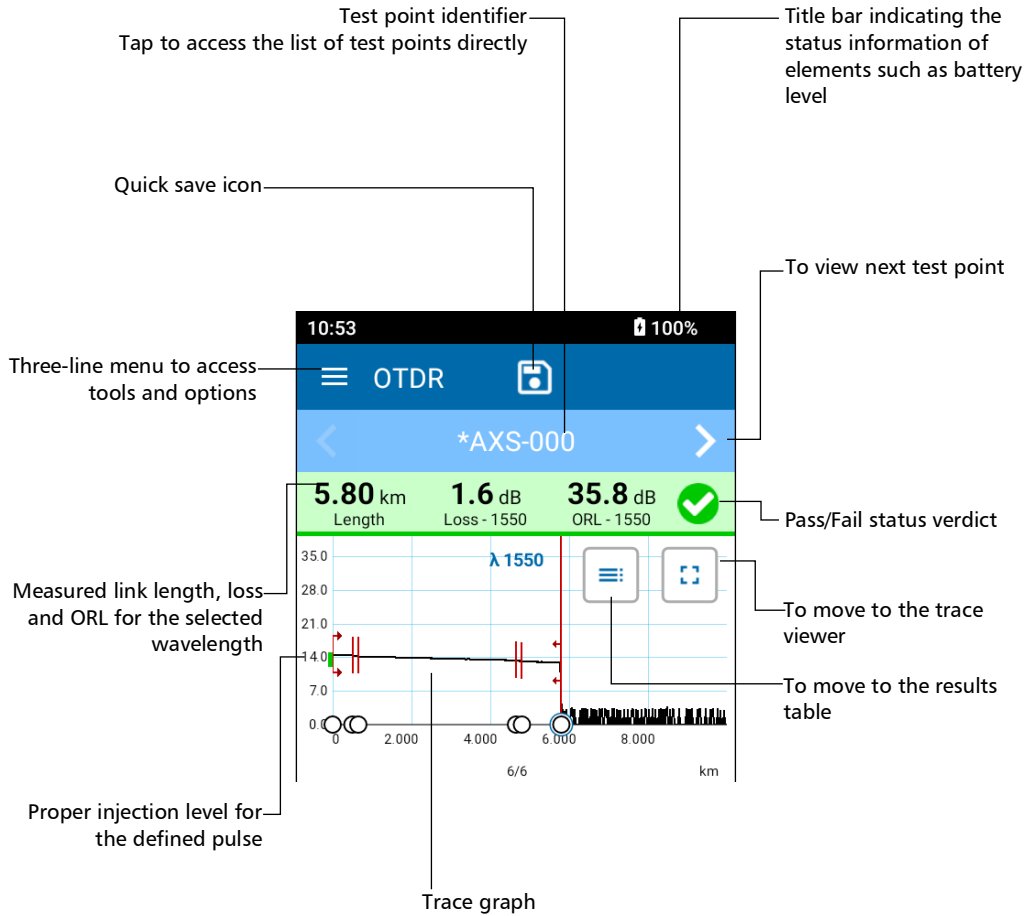 Test point identifier
Tap to access the list of test points directly
Title bar indicating the
status information of
elements such as battery
level
Quick save icon
To view next test point
10:53
100%
Three-line menu to access
tools and options
OTDR
*AXS-000
5.80 km
Length
1.6 dB
Loss - 1550
35.8 dB
ORL - 1550
Pass/Fail status verdict
Measured link length, loss
and ORL for the selected
wavelength
λ 1550
35.0
28.0
21.0
14.0
7.0
0.0
0
2.000
4.000
6.000
8.000
6/6
km
To move to the trace
viewer
To move to the results
table
Proper injection level for
the defined pulse
Trace graph